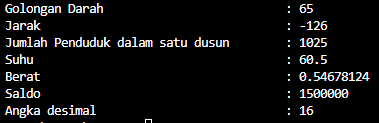 Golongan Darah : 65
Jarak : -126
Jumlah Penduduk dalam satu dusun : 1025
Suhu : 60.5
Berat : 0.54678124
Saldo : 1500000
Angka desimal : 16